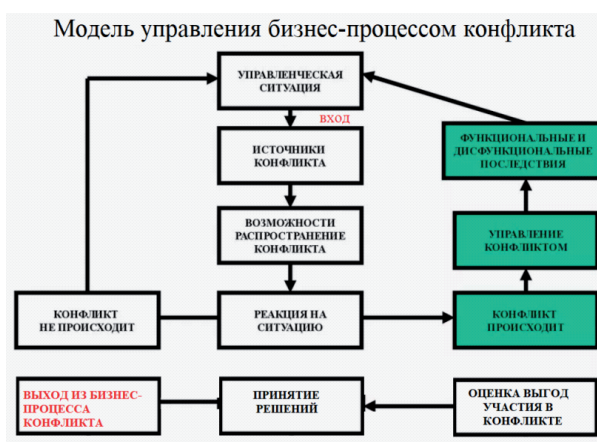 Модель управления бизнес-процессом конфликта
УПРАВЛЕНЧЕСКАЯ
СИТУАЦИЯ
ВХОД
ИСТОЧНИКИ
КОНФЛИКТА
ФУНКЦИОНАЛЬНЫЕ И
ДИСФУНКЦИОНАЛЬНЫЕ
ПОСЛЕДСТВИЯ
ВОЗМОЖНОСТИ
РАСПРОСТРАНЕНИЕ
КОНФЛИКТА
УПРАВЛЕНИЕ
КОНФЛИКТОМ
КОНФЛИКТ
НЕ ПРОИСХОДИТ
РЕАКЦИЯ НА
СИТУАЦИЮ
КОНФЛИКТ
ПРОИСХОДИТ
ВЫХОД ИЗ БИЗНЕС-
ПРОЦЕССА
КОНФЛИКТА
ПРИНЯТИЕ
РЕШЕНИЙ
ОЦЕНКА ВЫГОД
УЧАСТИЯ В
КОНФЛИКТЕ